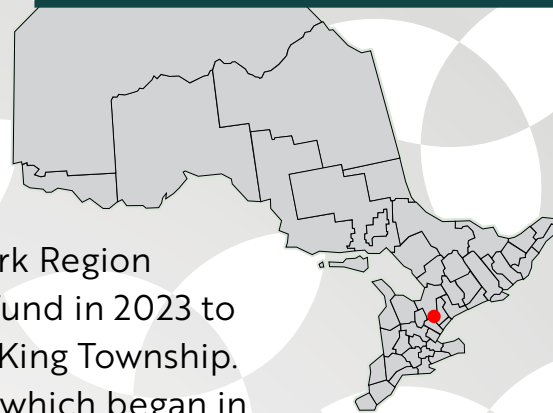 rk Region
und in 2023 to
King Township.
which began in